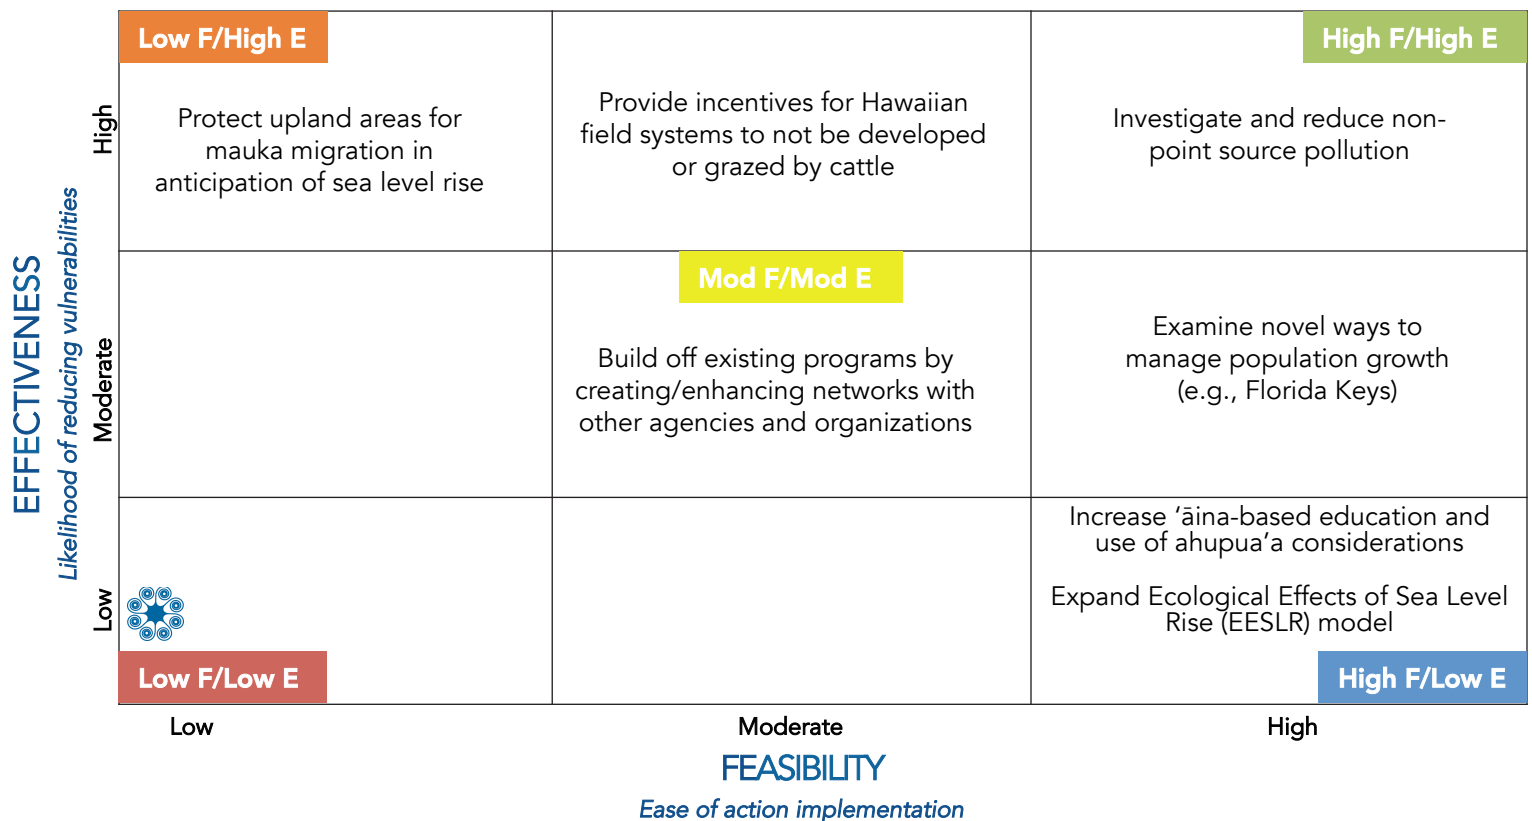 Low F/High E
High F/High E
Protect upland areas for
mauka migration in
anticipation of sea level rise
Provide incentives for Hawaiian
field systems to not be developed
or grazed by cattle
Investigate and reduce non-
point source pollution
High
Mod F/Mod E
Build off existing programs by
creating/enhancing networks with
other agencies and organizations
Examine novel ways to
manage population growth
(e.g., Florida Keys)
Moderate
EFFECTIVENESS
Likelihood of reducing vulnerabilities
Increase ‘āina-based education and
use of ahupua’a considerations
Expand Ecological Effects of Sea Level
Rise (EESLR) model
Low
Low F/Low E
High F/Low E
Low
Moderate
High
FEASIBILITY
Ease of action implementation